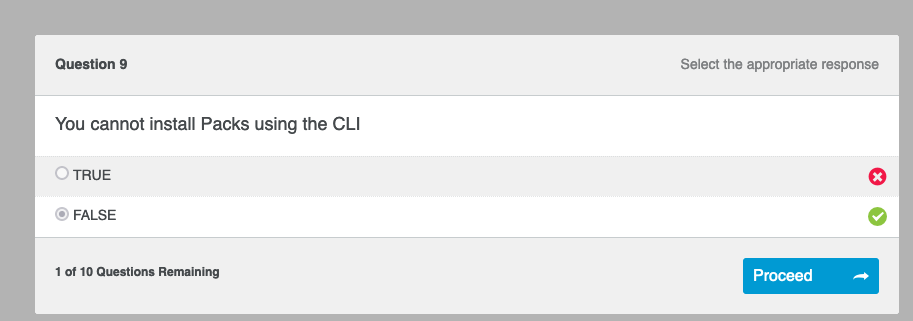 Question 9
Select the appropriate response
You cannot install Packs using the CLI
TRUE
FALSE
1 of 10 Questions Remaining
Proceed